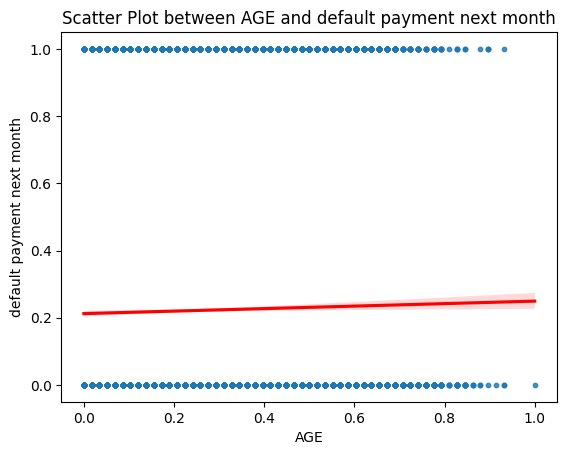 Scatter Plot between AGE and default payment next month
default payment next month
1.0
0.8
0.6
0.4
0.2
0.0
0.0 0.2 0.4 0.6 0.8 1.0
AGE